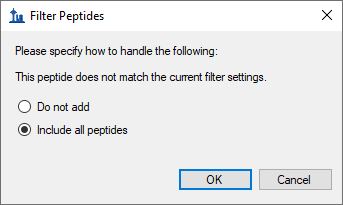 Filter Peptides
Please specify how to handle the following:
This peptide does not match the current filter settings.
Do not add
Include all peptides
OK
Cancel